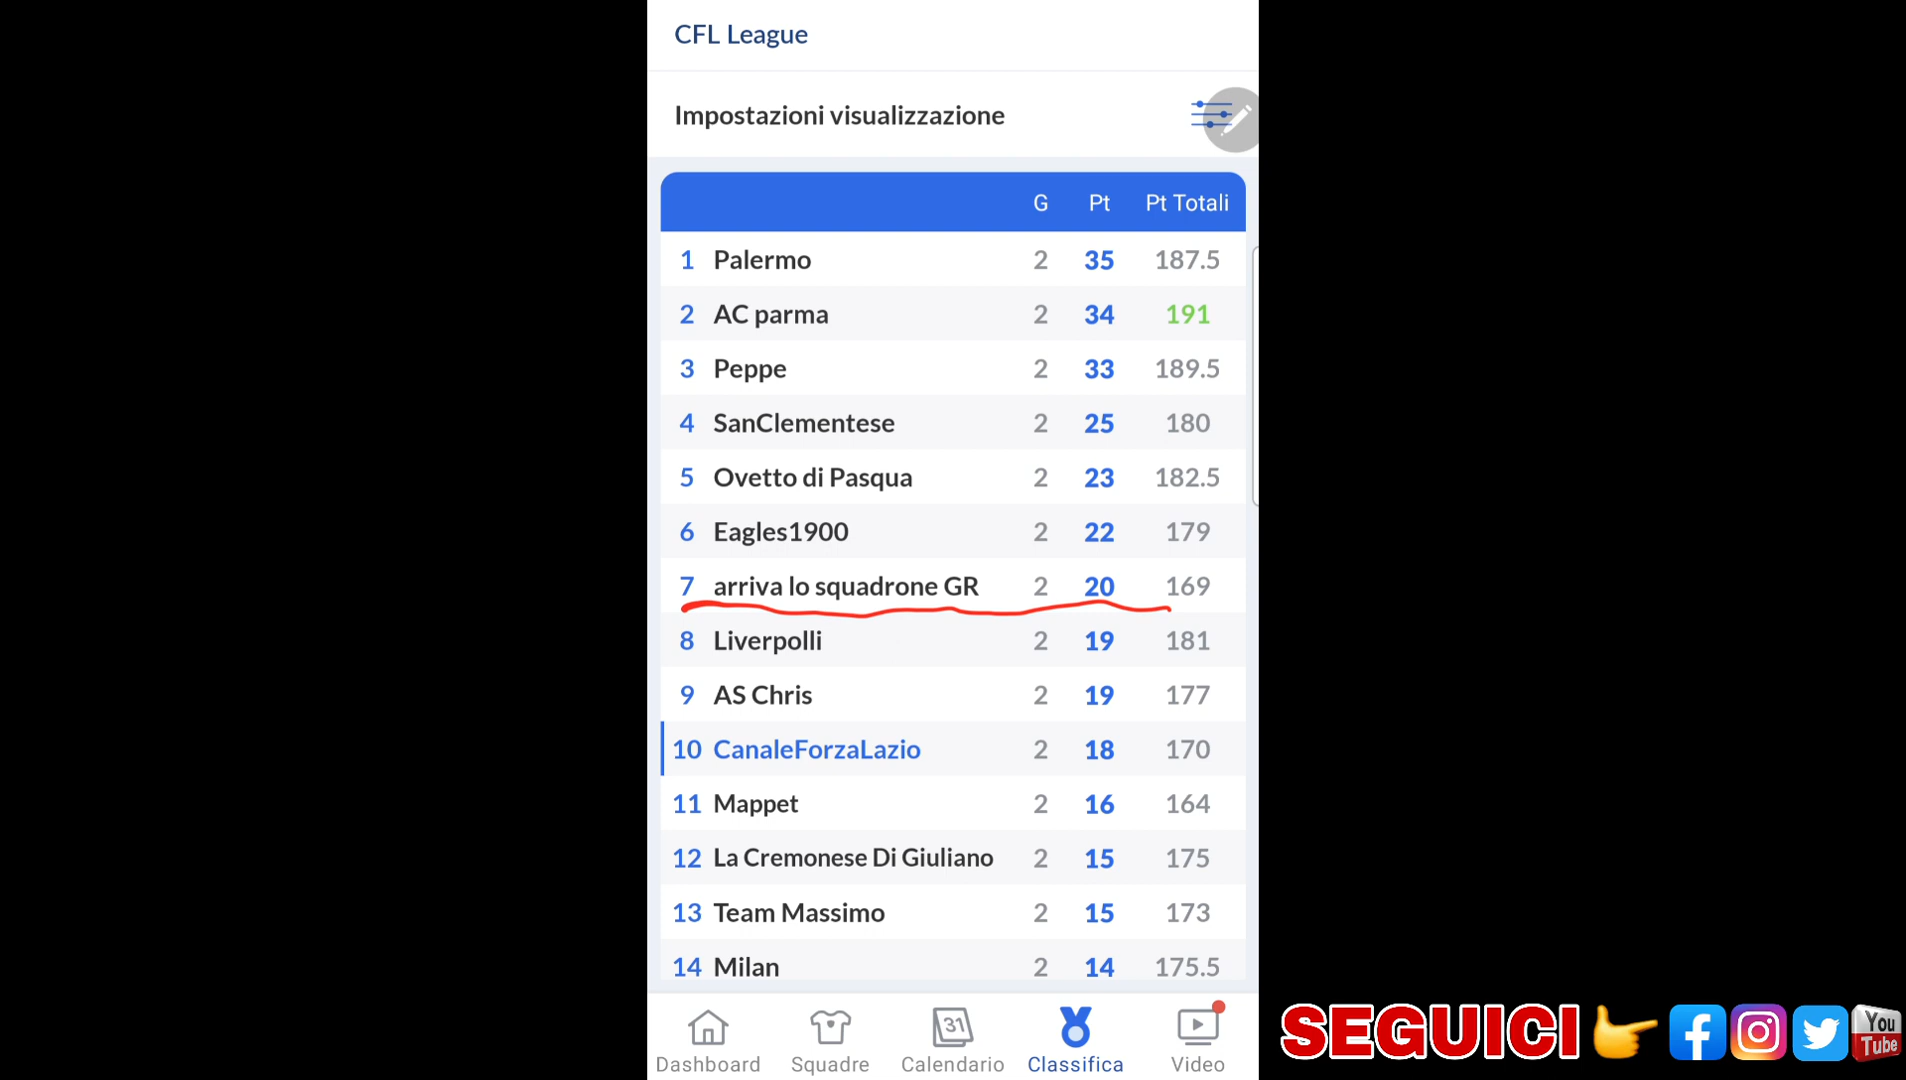 CFL League
Impostazioni visualizzazione
G Pt Pt Totali
1 Palermo 2 35 187.5
2 AC parma 2 34 191
3 Peppe 2 33 189.5
4 SanClementese 2 25 180
5 Ovetto di Pasqua 2 23 182.5
6 Eagles1900 2 22 179
7 arriva lo squadrone GR 2 20 169
8 Liverpolli 2 19 181
9 AS Chris 2 19 177
10 CanaleForzaLazio 2 18 170
11 Mappet 2 16 164
12 La Cremonese Di Giuliano 2 15 175
13 Team Massimo 2 15 173
14 Milan 2 14 175.5
31
Dashboard Squadre Calendario Classifica Video
SEGUICI
You
Tube